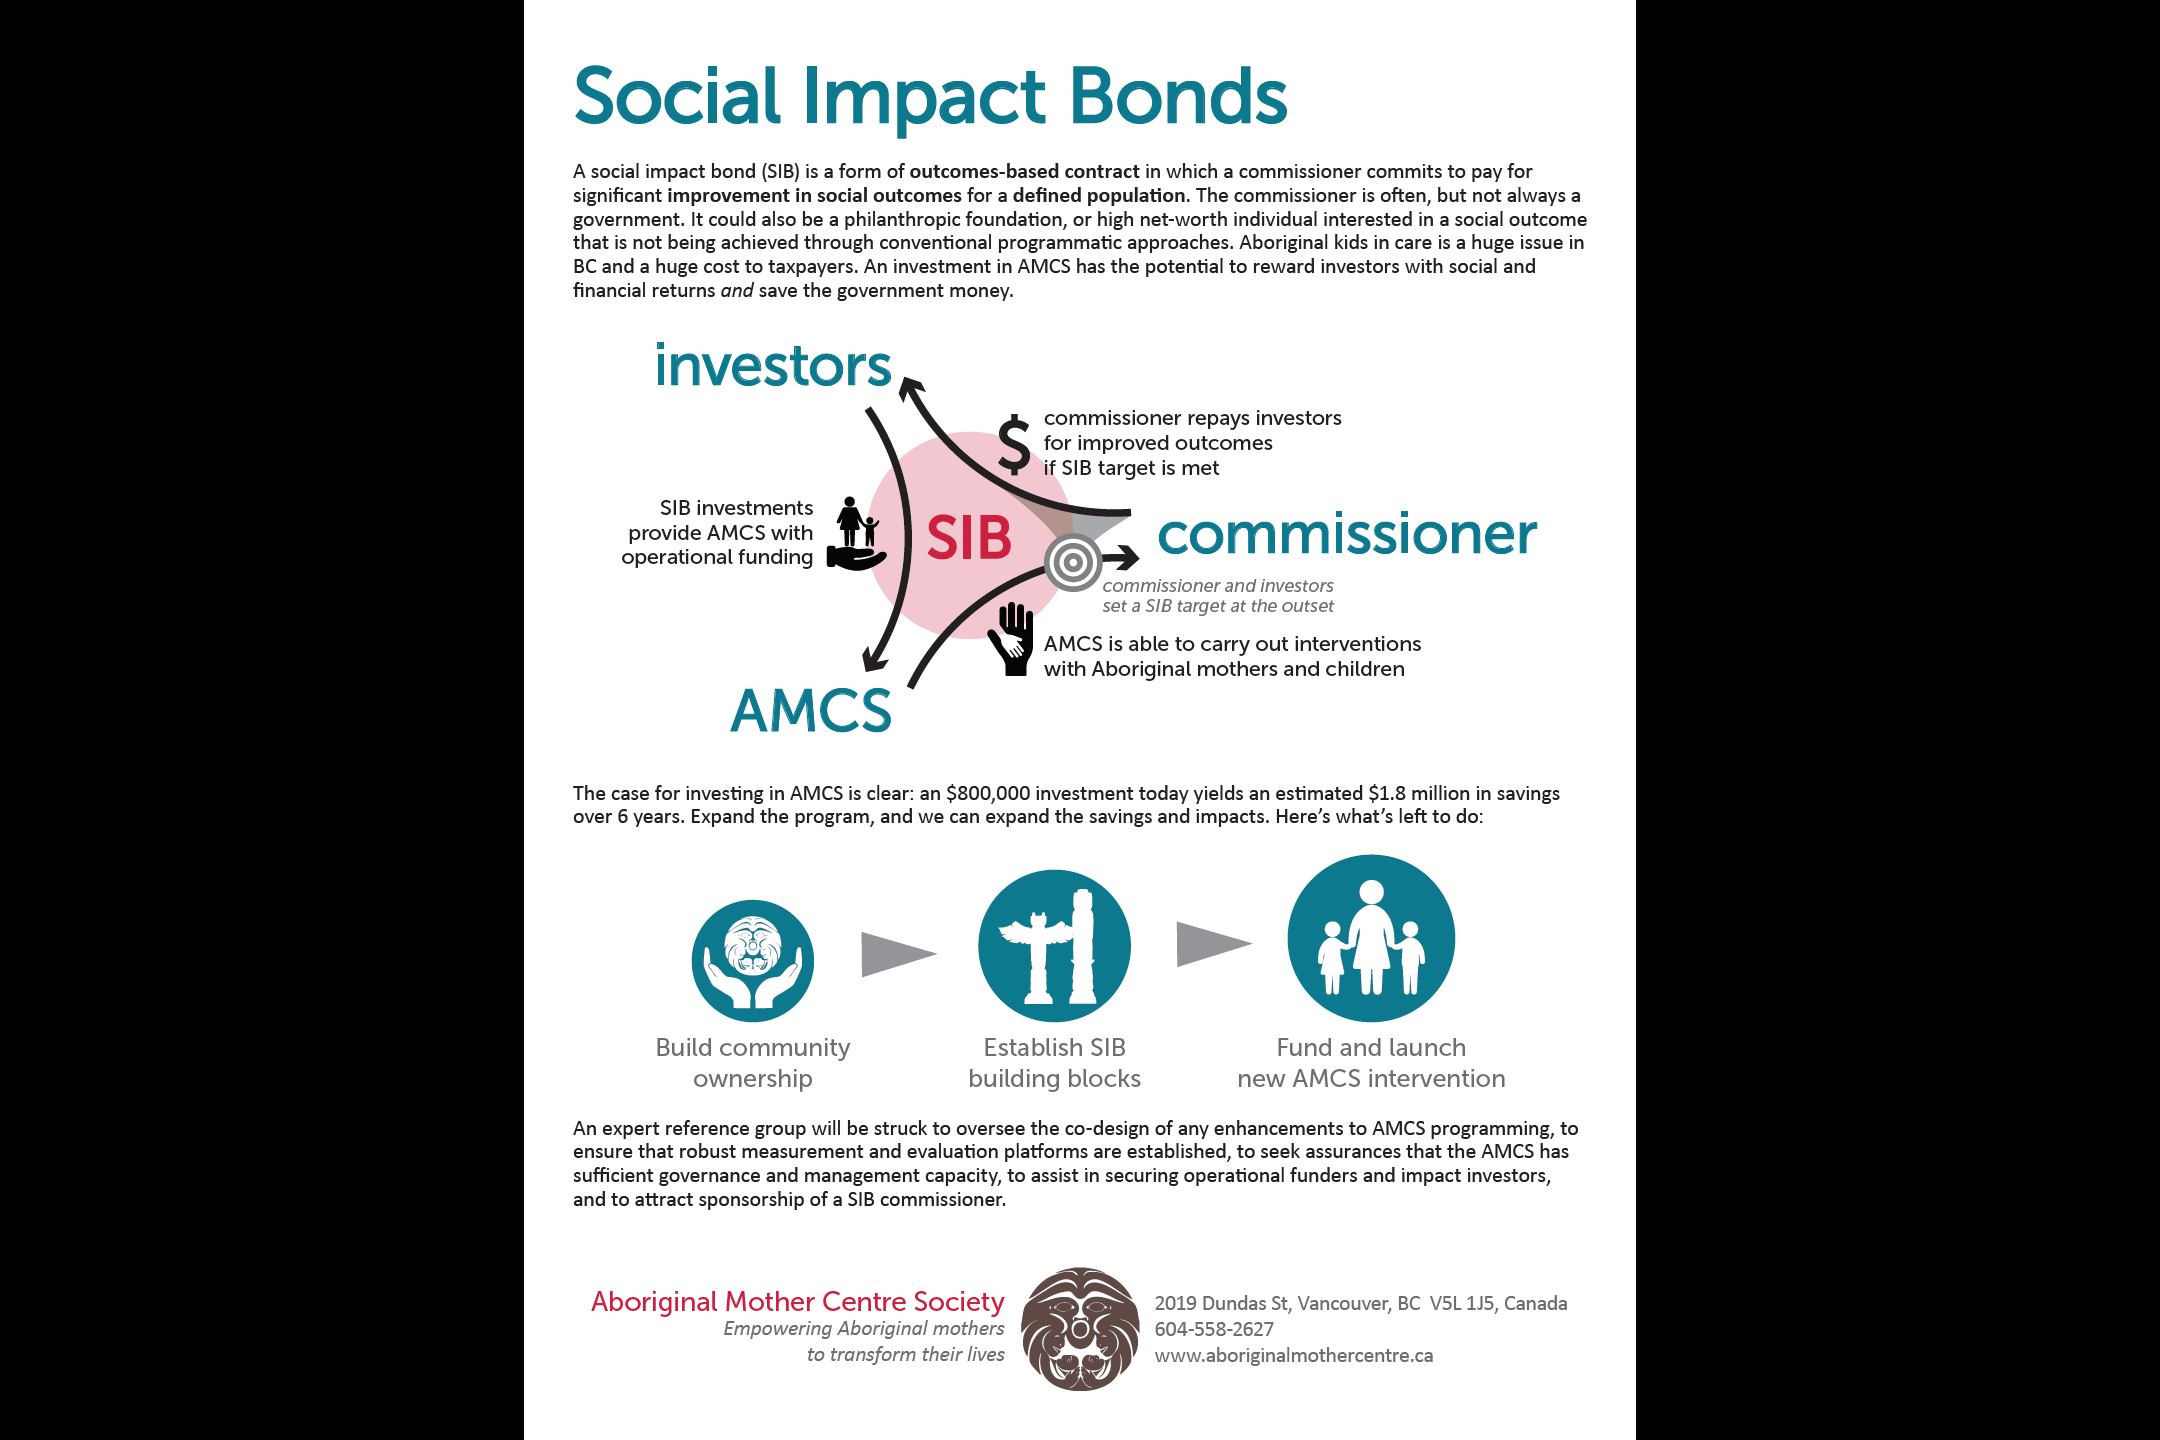 Social Impact Bonds
A social impact bond (SIB) is a form of outcomes-based contract in which a commissioner commits to pay for
significant improvement in social outcomes for a defined population. The commissioner is often, but not always a
government. It could also be a philanthropic foundation, or high net-worth individual interested in a social outcome
that is not being achieved through conventional programmatic approaches. Aboriginal kids in care is a huge issue in
BC and a huge cost to taxpayers. An investment in AMCS has the potential to reward investors with social and
financial returns and save the government money.
investors
$
commissioner repays investors
for improved outcomes
if SIB target is met
SIB investments
provide AMCS with
operational funding
SIB
commissioner
commissioner and investors
set a SIB target at the outset
AMCS is able to carry out interventions
with Aboriginal mothers and children
AMCS
The case for investing in AMCS is clear: an $800,000 investment today yields an estimated $1.8 million in savings
over 6 years. Expand the program, and we can expand the savings and impacts. Here's what's left to do:
Build community
ownership
Establish SIB
building blocks
Fund and launch
new AMCS intervention
An expert reference group will be struck to oversee the co-design of any enhancements to AMCS programming, to
ensure that robust measurement and evaluation platforms are established, to seek assurances that the AMCS has
sufficient governance and management capacity, to assist in securing operational funders and impact investors,
and to attract sponsorship of a SIB commissioner.
Aboriginal Mother Centre Society
Empowering Aboriginal mothers
to transform their lives
2019 Dundas St, Vancouver, BC  V5L 1J5, Canada
604-558-2627
www.aboriginalmothercentre.ca